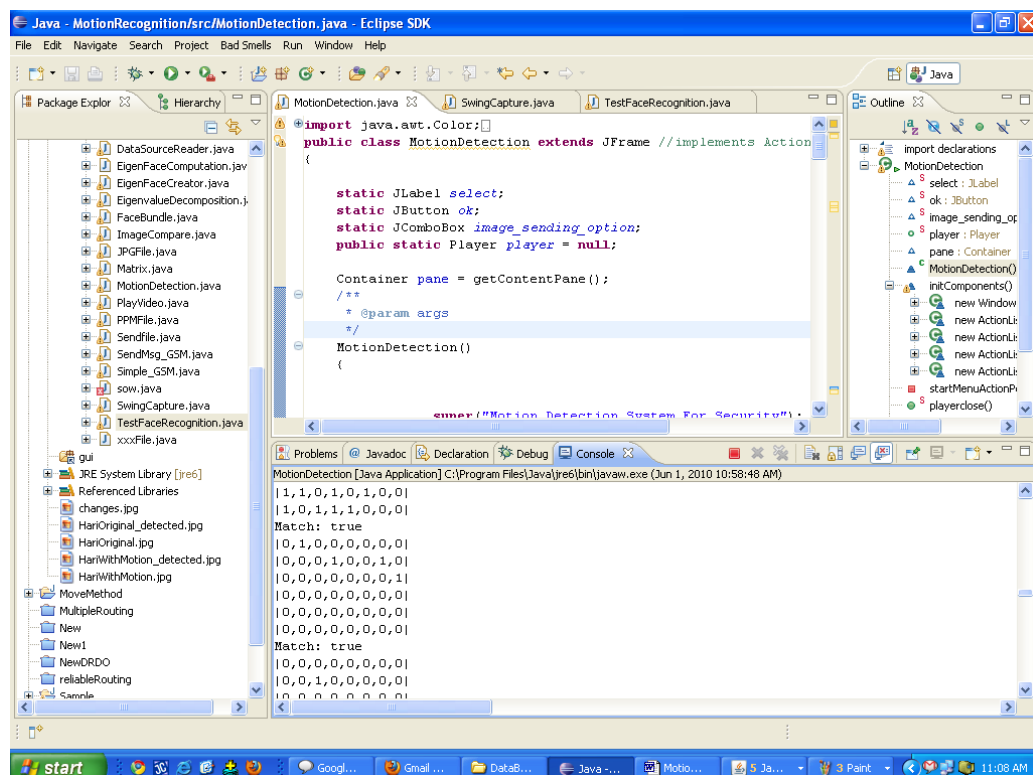 Java - MotionRecognition/src/MotionDetection.java - Eclipse SDK
File Edit Navigate Search Project Bad Smells Run Window Help
Java
Package Explor
Hierarchy
DataSourceReader.java
EigenFaceComputation.jav
EigenFaceCreator.java
EigenvalueDecomposition.j
FaceBundle.java
ImageCompare.java
JPGFile.java
Matrix.java
MotionDetection.java
PlayVideo.java
PPMFile.java
Sendfile.java
SendMsg_GSM.java
Simple_GSM.java
sow.java
SwingCapture.java
TestFaceRecognition.java
xxxFile.java
gui
JRE System Library [jre6]
Referenced Libraries
changes.jpg
HariOriginal_detected.jpg
HariOriginal.jpg
HariWithMotion_detected.jpg
HariWithMotion.jpg
MoveMethod
MultipleRouting
New
New1
NewDRDO
reliableRouting
Sample
MotionDetection.java SwingCapture.java TestFaceRecognition.java
import java.awt.Color;
public class MotionDetection extends JFrame //implements Action
{
static JLabel select;
static JButton ok;
static JComboBox image_sending_option;
public static Player player = null;
Container pane = getContentPane();
/**
* @param args
*/
MotionDetection()
{
super("Motion Detection System For Security");
Outline
import declarations
MotionDetection
S select : JLabel
S ok : JButton
S image_sending_op
S player : Player
pane : Container
C MotionDetection()
initComponents()
new Window
new ActionLi
new ActionLi
new ActionLi
new ActionLi
startMenuActionP
S playerclose()
Problems @ Javadoc Declaration Debug Console
MotionDetection [Java Application] C:\Program Files\Java\jre6\bin\javaw.exe (Jun 1, 2010 10:58:48 AM)
|1,1,0,1,0,1,0,0|
|1,0,1,1,1,0,0,0|
Match: true
|0,1,0,0,0,0,0,0|
|0,0,0,1,0,0,1,0|
|0,0,0,0,0,0,0,1|
|0,0,0,0,0,0,0,0|
|0,0,0,0,0,0,0,0|
|0,0,0,0,0,0,0,0|
Match: true
|0,0,0,0,0,0,0,0|
|0,0,1,0,0,0,0,0|
|0,0,0,0,0,0,0,0|
start
Googl...
Gmail ...
DataB...
Java -...
Motio...
5 Ja...
3 Paint
11:08 AM